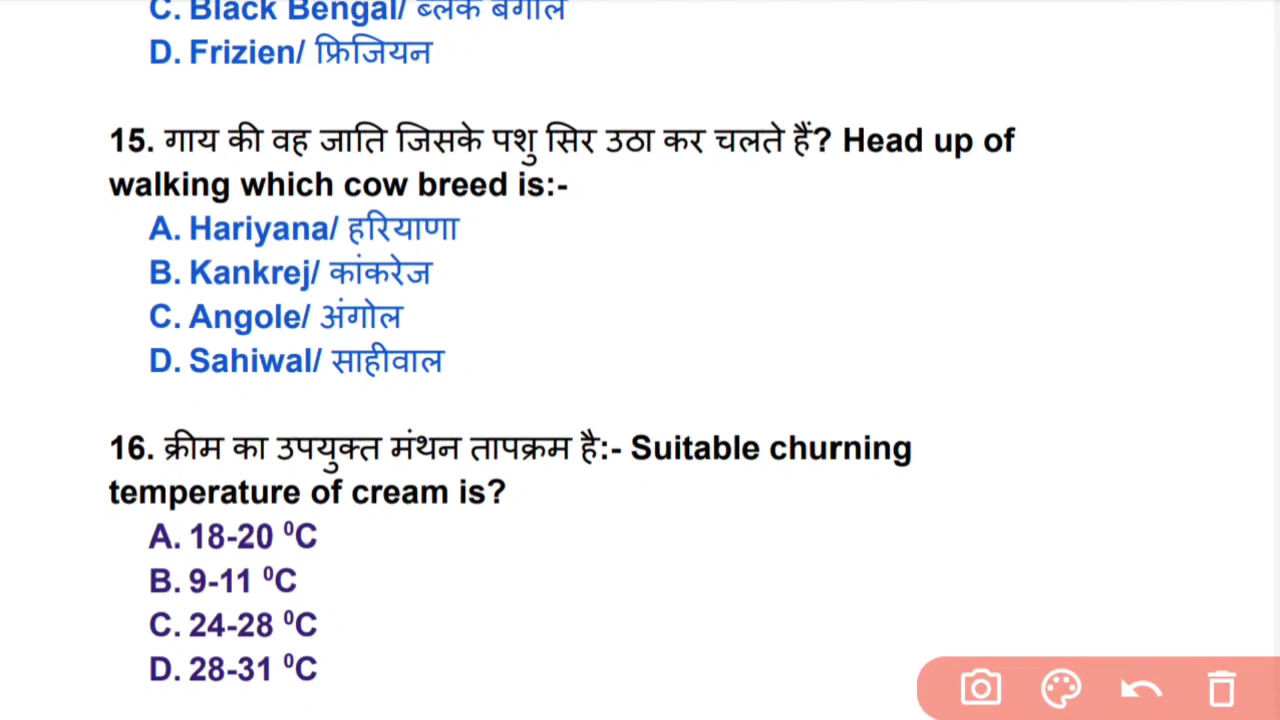 C. Black Bengal/ ब्लैक बंगाल
D. Frizien/ फ्रिजियन
15. गाय की वह जाति जिसके पशु सिर उठा कर चलते हैं? Head up of
walking which cow breed is:-
A. Hariyana/ हरियाणा
B. Kankrej/ कांकरेज
C. Angole/ अंगोल
D. Sahiwal/ साहीवाल
16. क्रीम का उपयुक्त मंथन तापक्रम है:- Suitable churning
temperature of cream is?
A. 18-20 ⁰C
B. 9-11 ⁰C
C. 24-28 ⁰C
D. 28-31 ⁰C